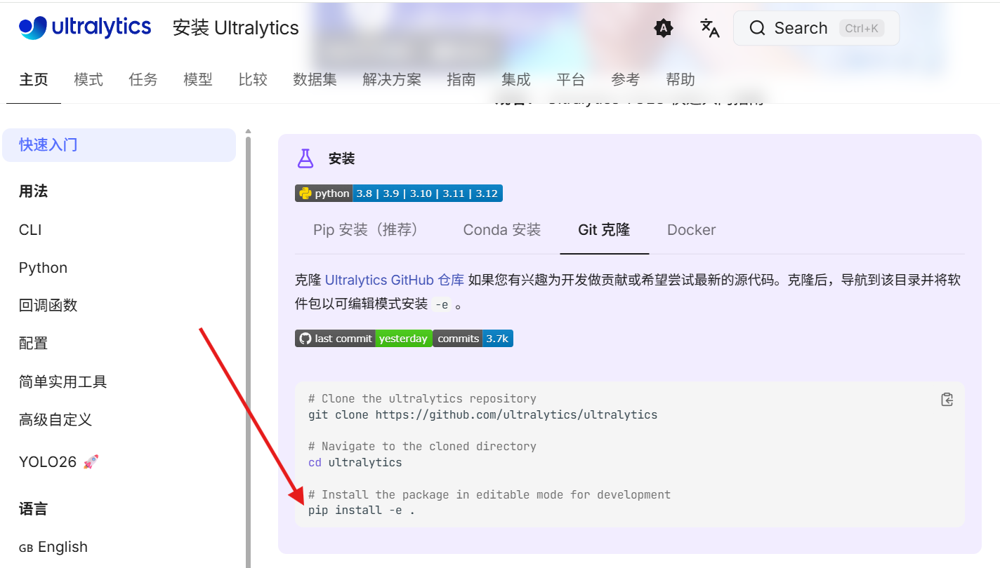 ultralytics 安装 Ultralytics
Search Ctrl+K
主页 模式 任务 模型 比较 数据集 解决方案 指南 集成 平台 参考 帮助
快速入门
用法
CLI
Python
回调函数
配置
简单实用工具
高级自定义
YOLO26 🚀
语言
GB English
安装
python 3.8 | 3.9 | 3.10 | 3.11 | 3.12
Pip 安装（推荐） Conda 安装 Git 克隆 Docker
克隆 Ultralytics GitHub 仓库 如果您有兴趣为开发做贡献或希望尝试最新的源代码。克隆后，导航到该目录并将软
件包以可编辑模式安装 -e 。
last commit yesterday commits 3.7k
# Clone the ultralytics repository
git clone https://github.com/ultralytics/ultralytics
# Navigate to the cloned directory
cd ultralytics
# Install the package in editable mode for development
pip install -e .